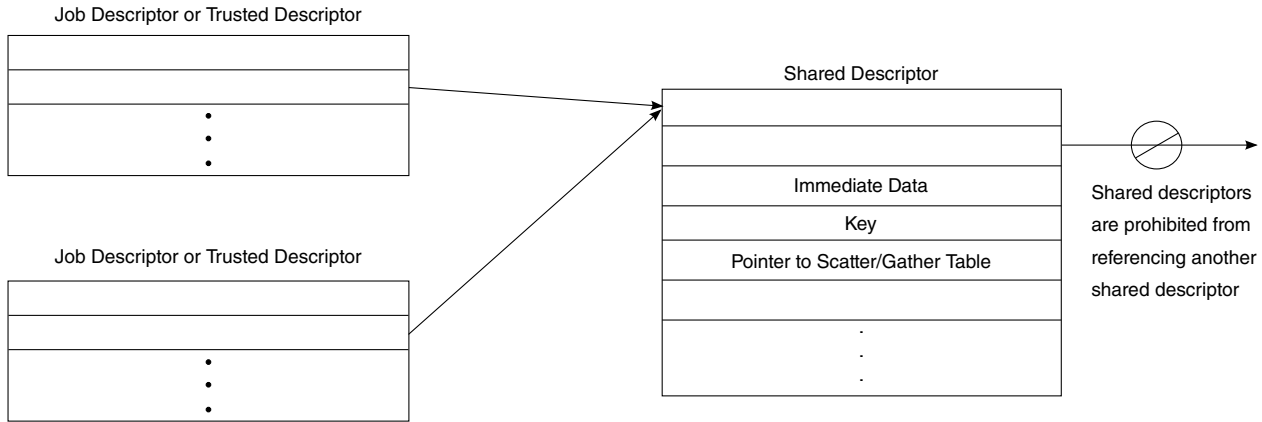 Job Descriptor or Trusted Descriptor
Shared Descriptor
Immediate Data
Key
Pointer to Scatter/Gather Table
Shared descriptors
are prohibited from
referencing another
shared descriptor
Job Descriptor or Trusted Descriptor